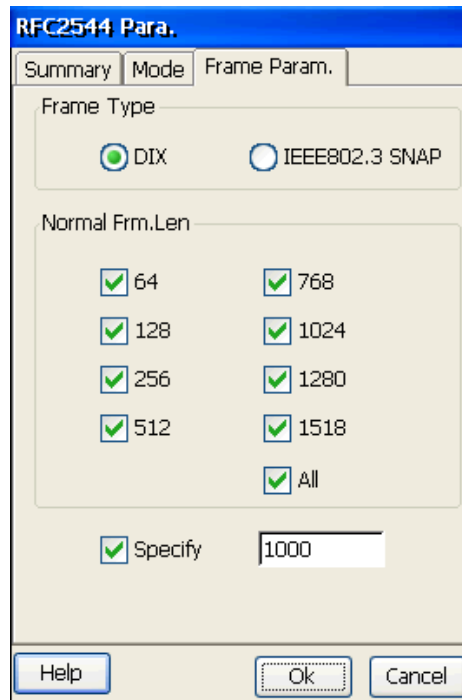 RFC2544 Para.
Summary Mode Frame Param.
Frame Type
DIX IEEE802.3 SNAP
Normal Frm.Len
64 768
128 1024
256 1280
512 1518
All
Specify 1000
Help Ok Cancel